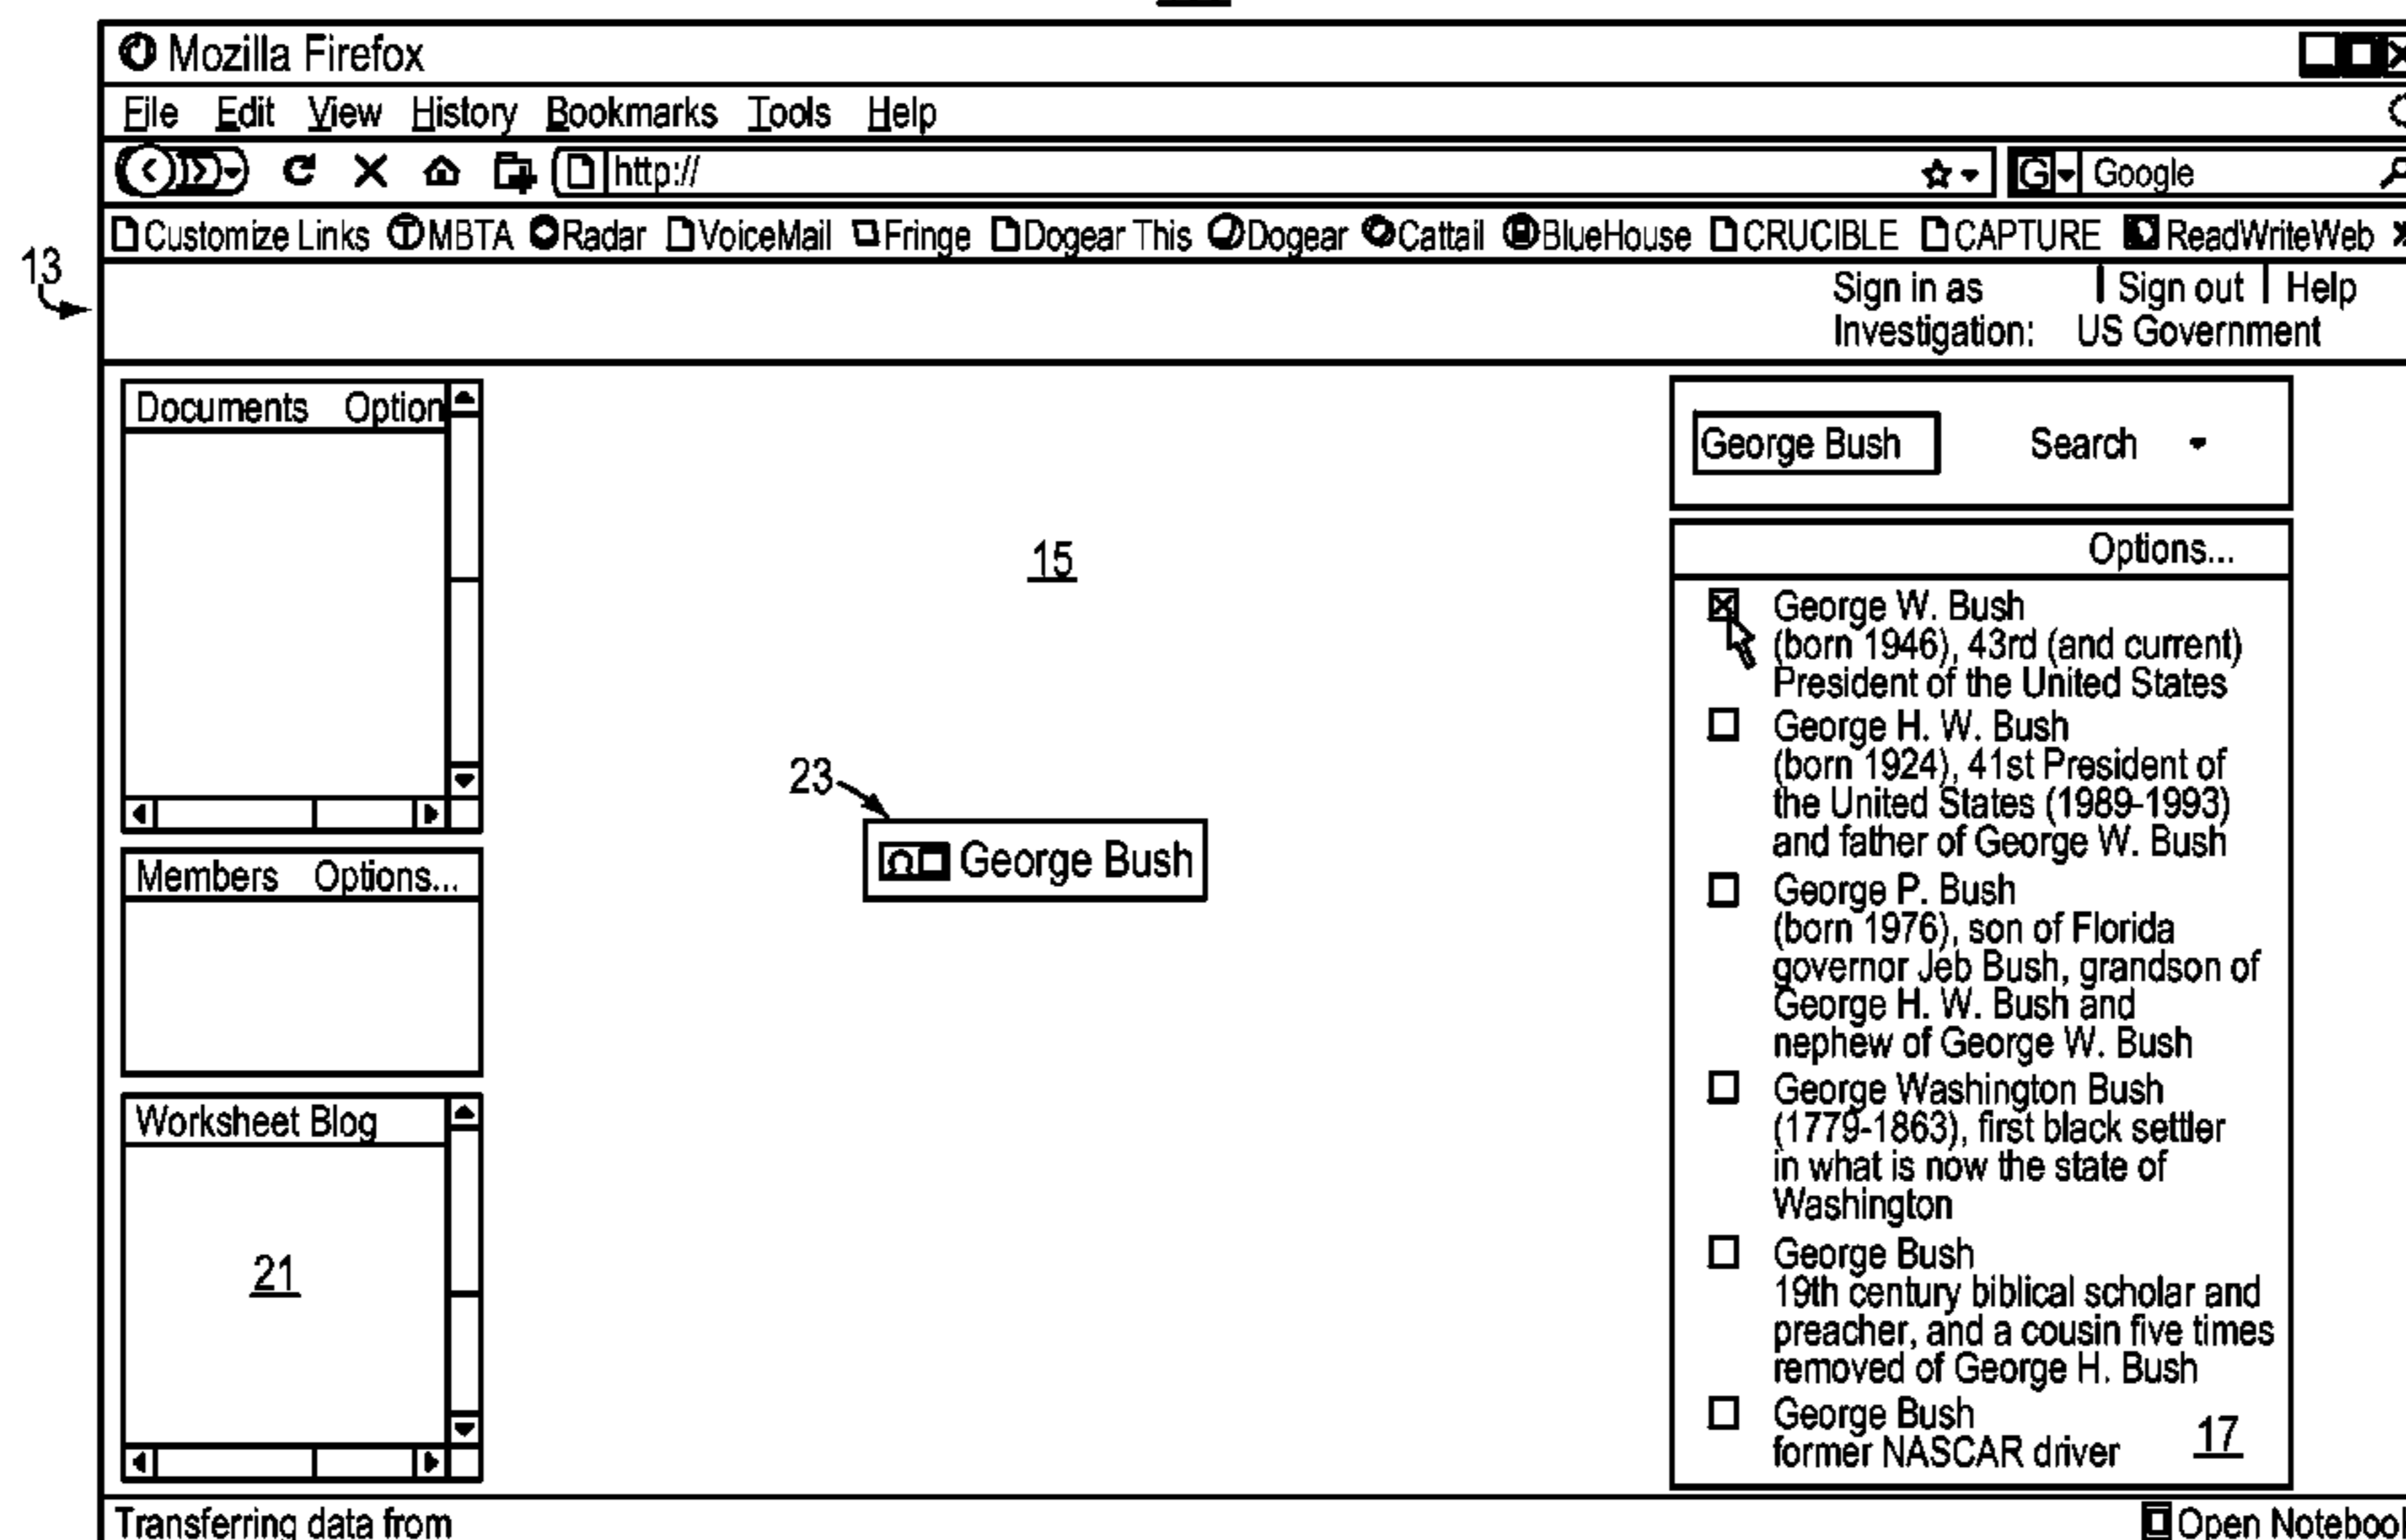 Mozilla Firefox
File Edit View History Bookmarks Tools Help
http:// G Google
Customize Links MBTA Radar VoiceMail Fringe Dogear This Dogear Cattail BlueHouse CRUCIBLE CAPTURE ReadWriteWeb
13
Sign in as | Sign out | Help
Investigation: US Government
Documents Option
Members Options...
Worksheet Blog
21
15
23
George Bush
George Bush Search
Options...
George W. Bush
(born 1946), 43rd (and current)
President of the United States
George H. W. Bush
(born 1924), 41st President of
the United States (1989-1993)
and father of George W. Bush
George P. Bush
(born 1976), son of Florida
governor Jeb Bush, grandson of
George H. W. Bush and
nephew of George W. Bush
George Washington Bush
(1779-1863), first black settler
in what is now the state of
Washington
George Bush
19th century biblical scholar and
preacher, and a cousin five times
removed of George H. Bush
George Bush
former NASCAR driver
17
Transferring data from
Open Noteboo